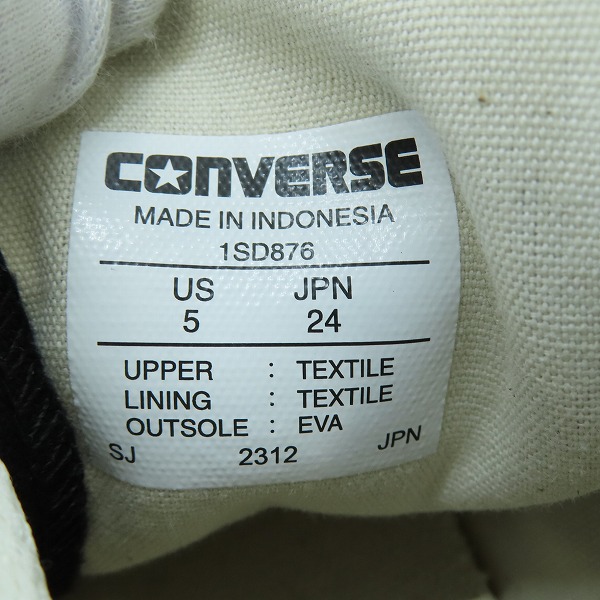 CONVERSE
MADE IN INDONESIA
1SD876
US JPN
5 24
UPPER : TEXTILE
LINING : TEXTILE
OUTSOLE : EVA
SJ 2312 JPN